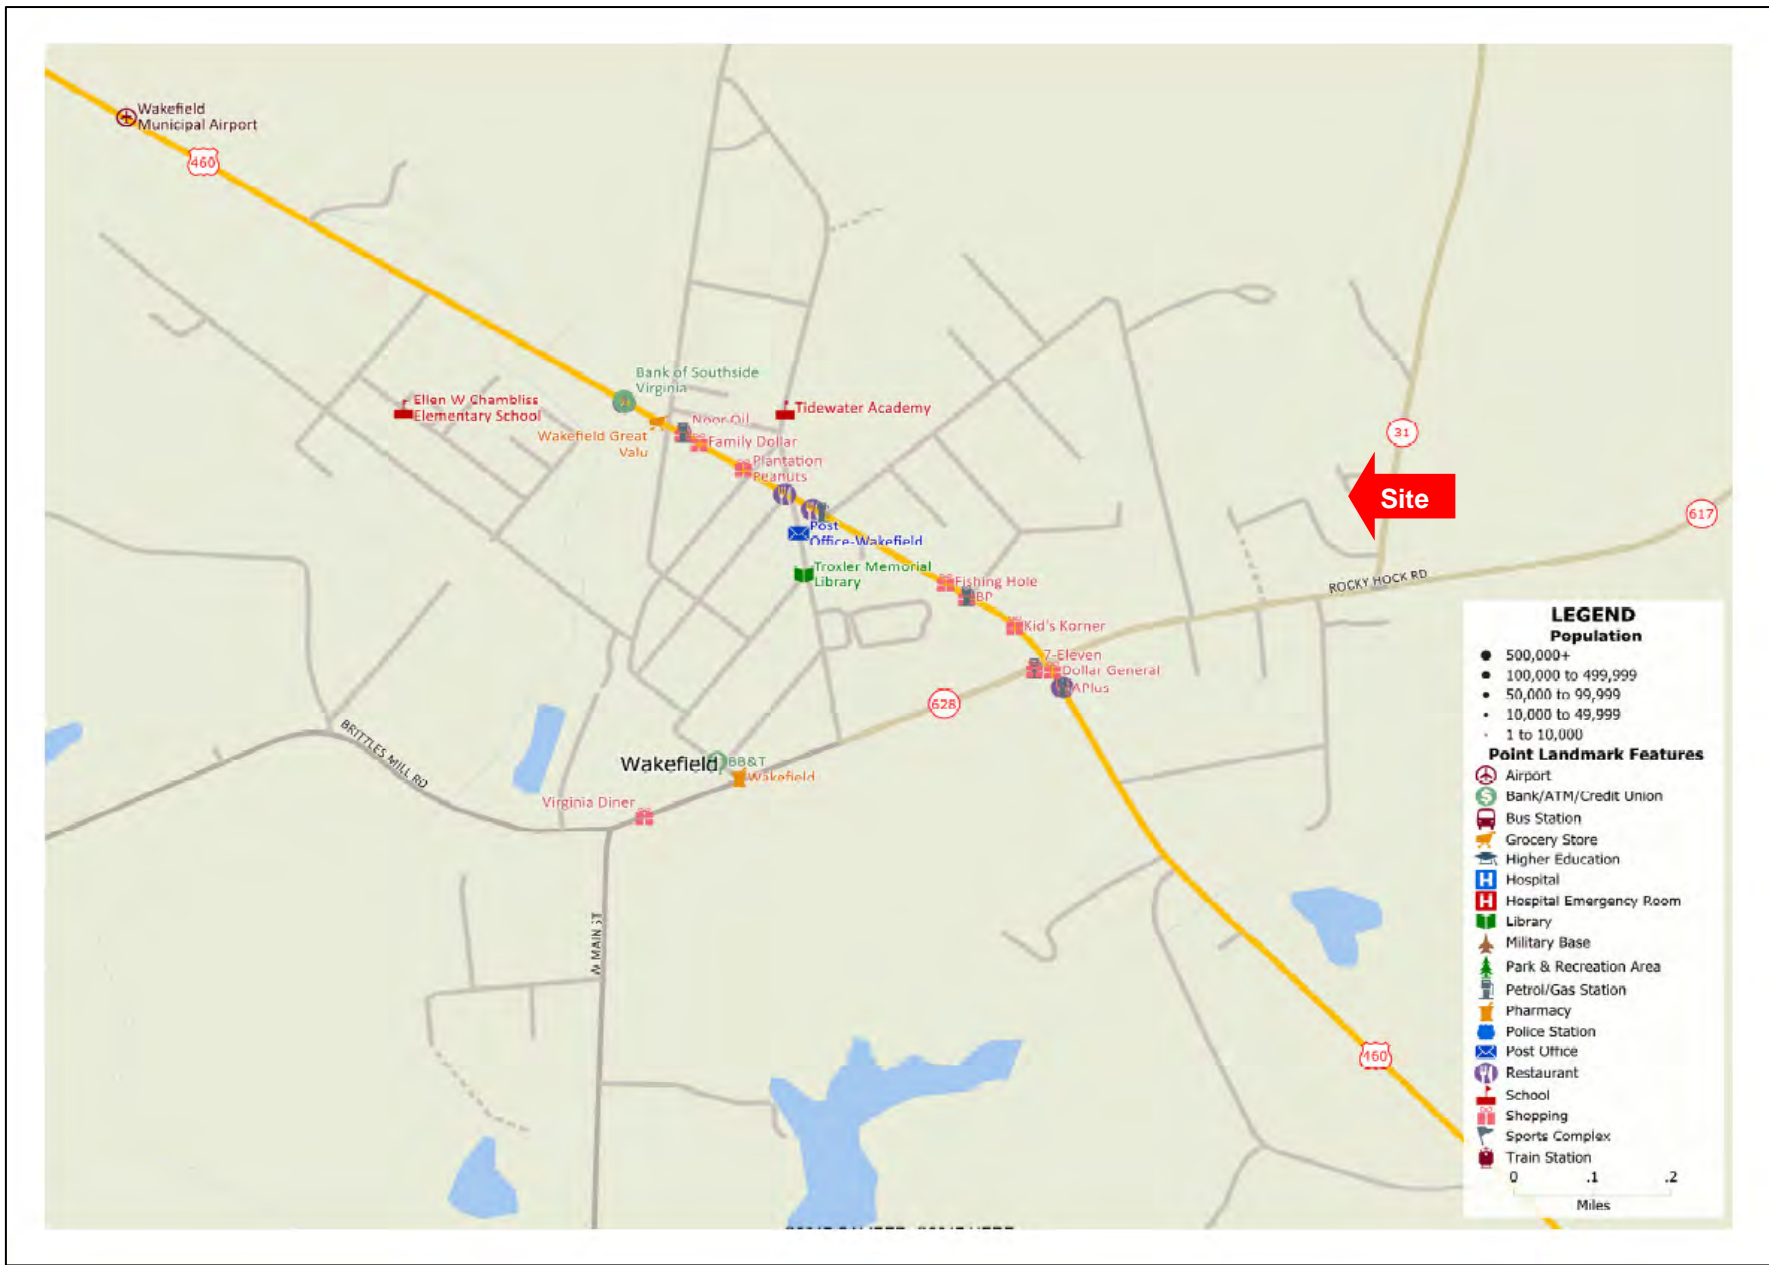 Wakefield
Municipal Airport
460
Bank of Southside
Virginia
Ellen W Chambliss
Elementary School
Noor Oil
Tidewater Academy
Wakefield Great
Valu
Family Dollar
Plantation
Peanuts
31
Site
617
Post
Office-Wakefield
Troxler Memorial
Library
Fishing Hole
BP
ROCKY HOCK RD
Kid's Korner
7-Eleven
Dollar General
APlus
628
BRITTLES MILL RD
Wakefield
BB&T
Wakefield
Virginia Diner
W MAIN ST
460
LEGEND
Population
500,000+
100,000 to 499,999
50,000 to 99,999
10,000 to 49,999
1 to 10,000
Point Landmark Features
Airport
Bank/ATM/Credit Union
Bus Station
Grocery Store
Higher Education
Hospital
Hospital Emergency Room
Library
Military Base
Park & Recreation Area
Petrol/Gas Station
Pharmacy
Police Station
Post Office
Restaurant
School
Shopping
Sports Complex
Train Station
0 .1 .2
Miles